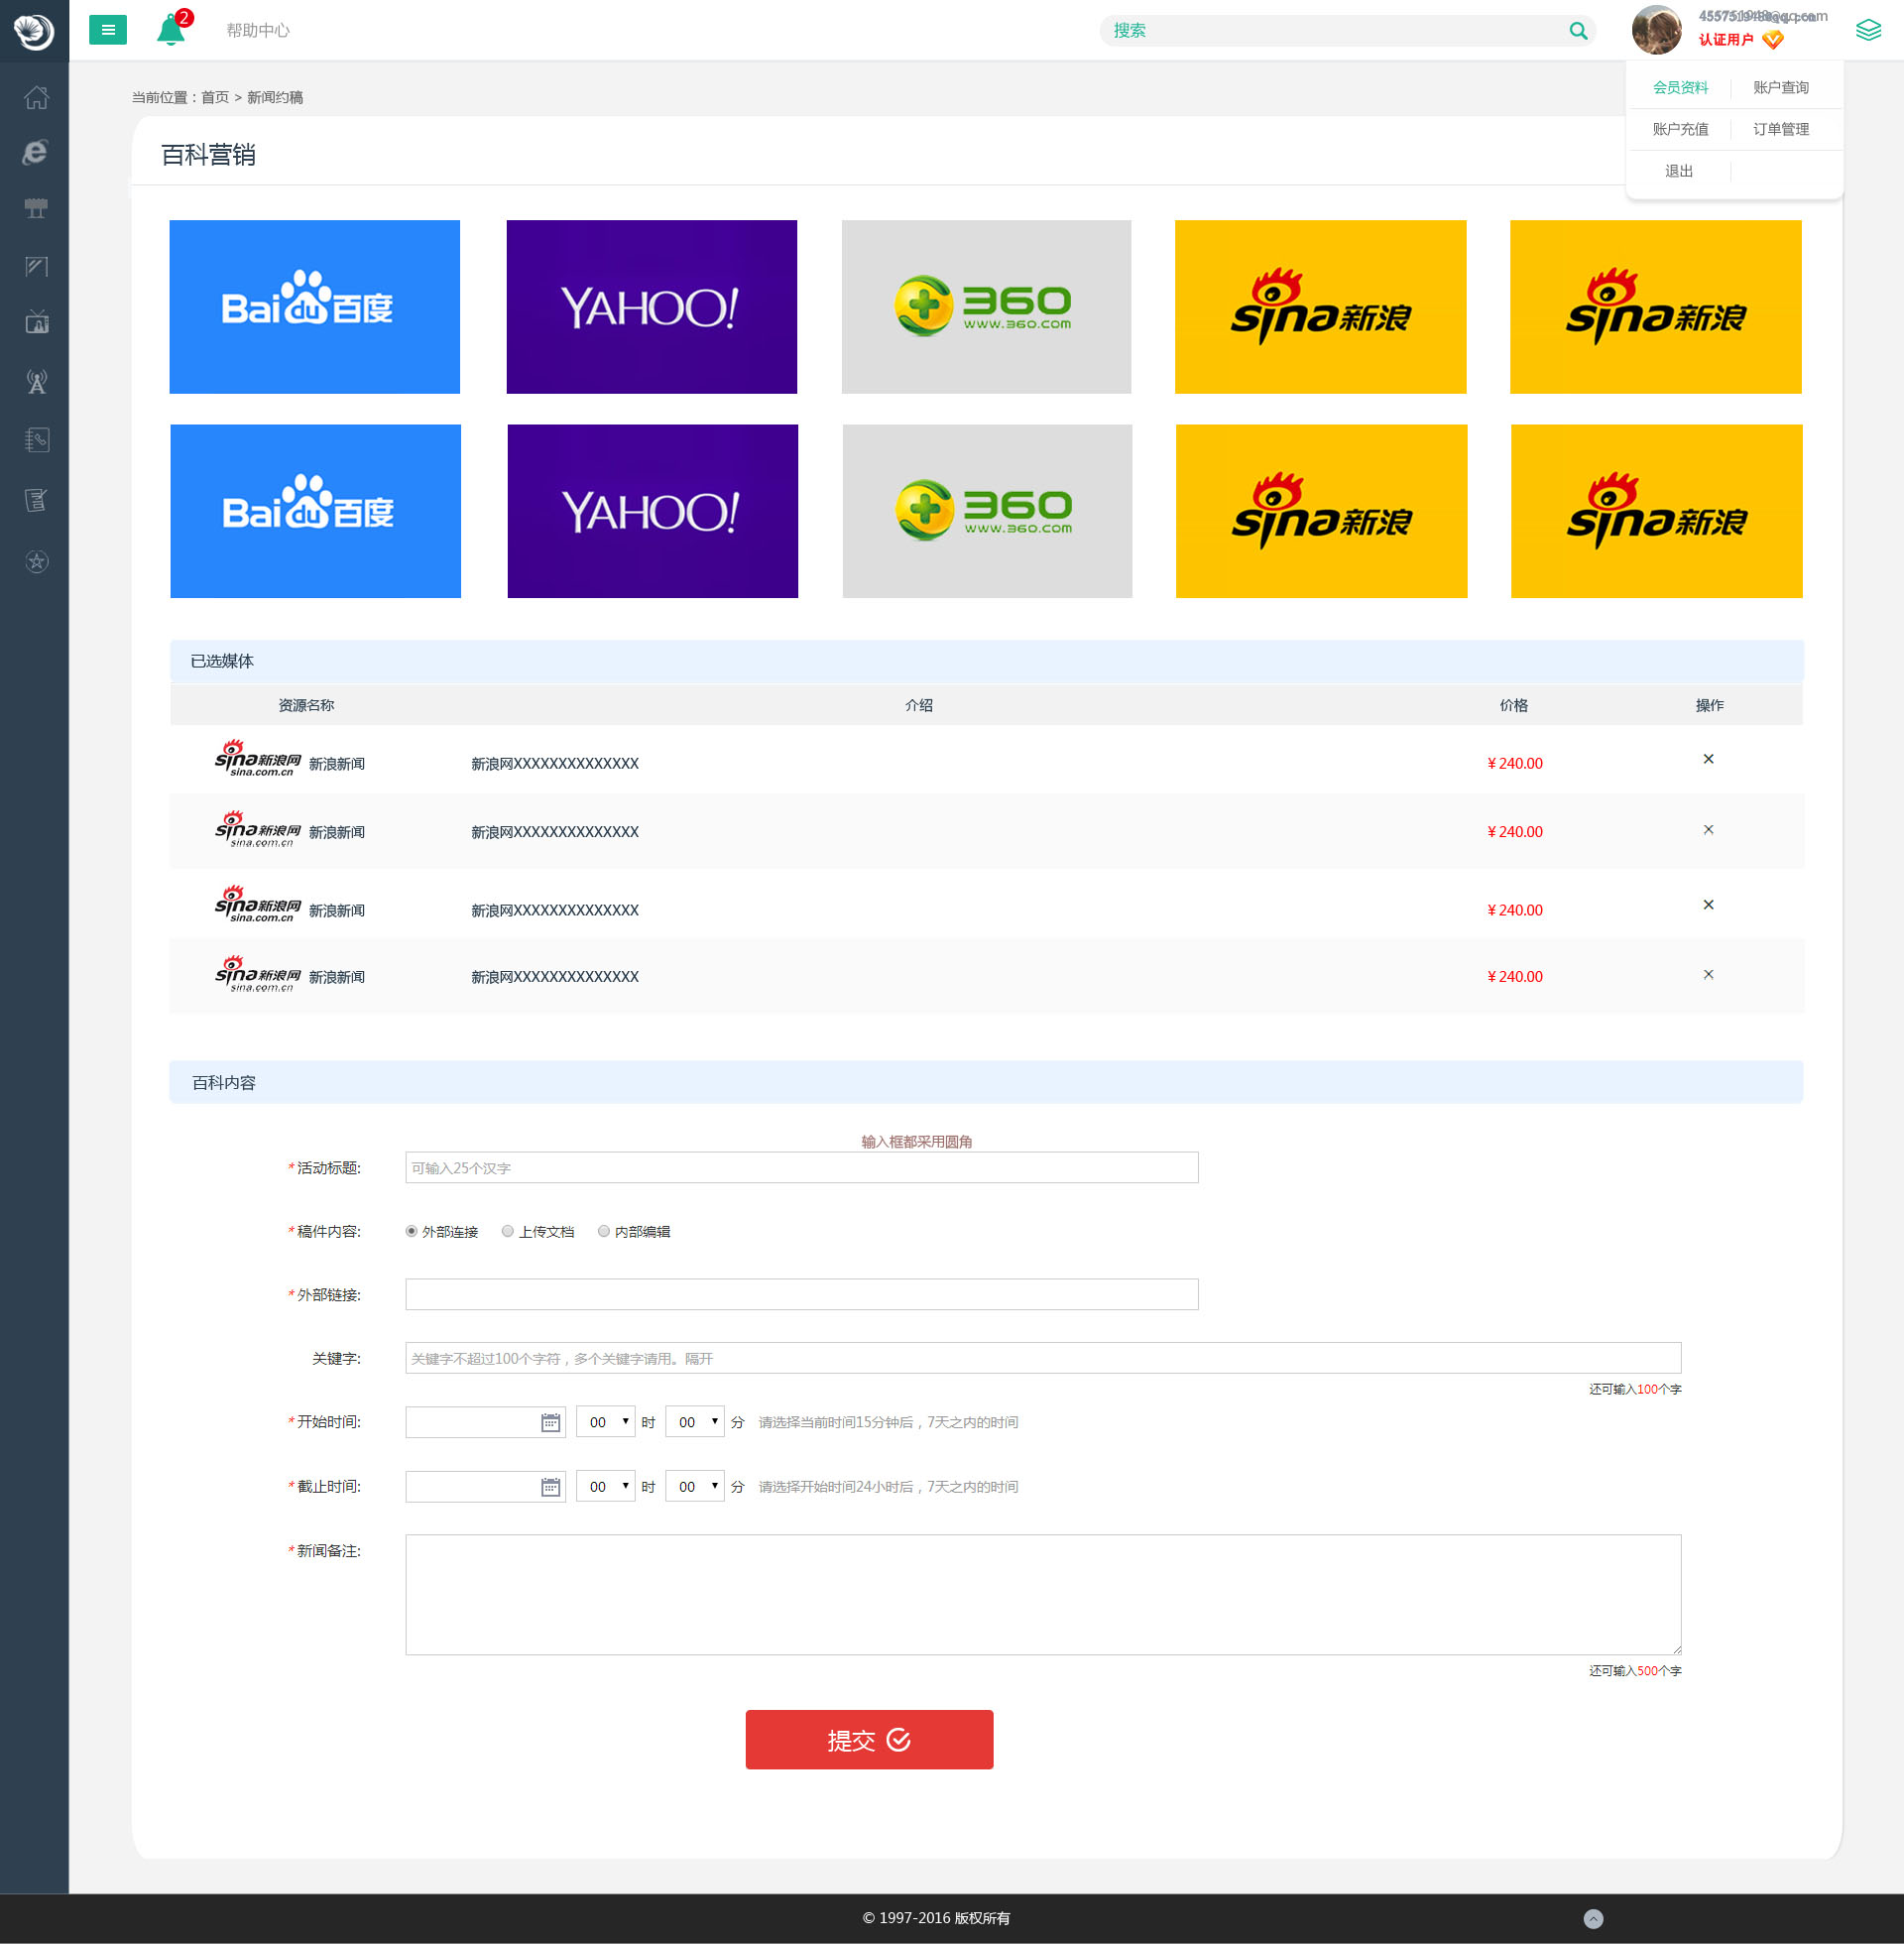 2
帮助中心
搜索
认证用户
会员资料
账户查询
账户充值
订单管理
退出
当前位置：首页 > 新闻约稿
百科营销
Bai du 百度
YAHOO!
360
www.360.com
sina新浪
sina新浪
Bai du 百度
YAHOO!
360
www.360.com
sina新浪
sina新浪
已选媒体
资源名称 介绍 价格 操作
sina新浪网
sina.com.cn
新浪新闻 新浪网XXXXXXXXXXXXXX ¥240.00 ×
sina新浪网
sina.com.cn
新浪新闻 新浪网XXXXXXXXXXXXXX ¥240.00 ×
sina新浪网
sina.com.cn
新浪新闻 新浪网XXXXXXXXXXXXXX ¥240.00 ×
sina新浪网
sina.com.cn
新浪新闻 新浪网XXXXXXXXXXXXXX ¥240.00 ×
百科内容
输入框都采用圆角
*活动标题: 可输入25个汉字
*稿件内容: 外部连接 上传文档 内部编辑
*外部链接:
关键字: 关键字不超过100个字符，多个关键字请用。隔开
还可输入100个字
*开始时间: 00 时 00 分 请选择当前时间15分钟后，7天之内的时间
*截止时间: 00 时 00 分 请选择开始时间24小时后，7天之内的时间
*新闻备注:
还可输入500个字
提交
© 1997-2016 版权所有